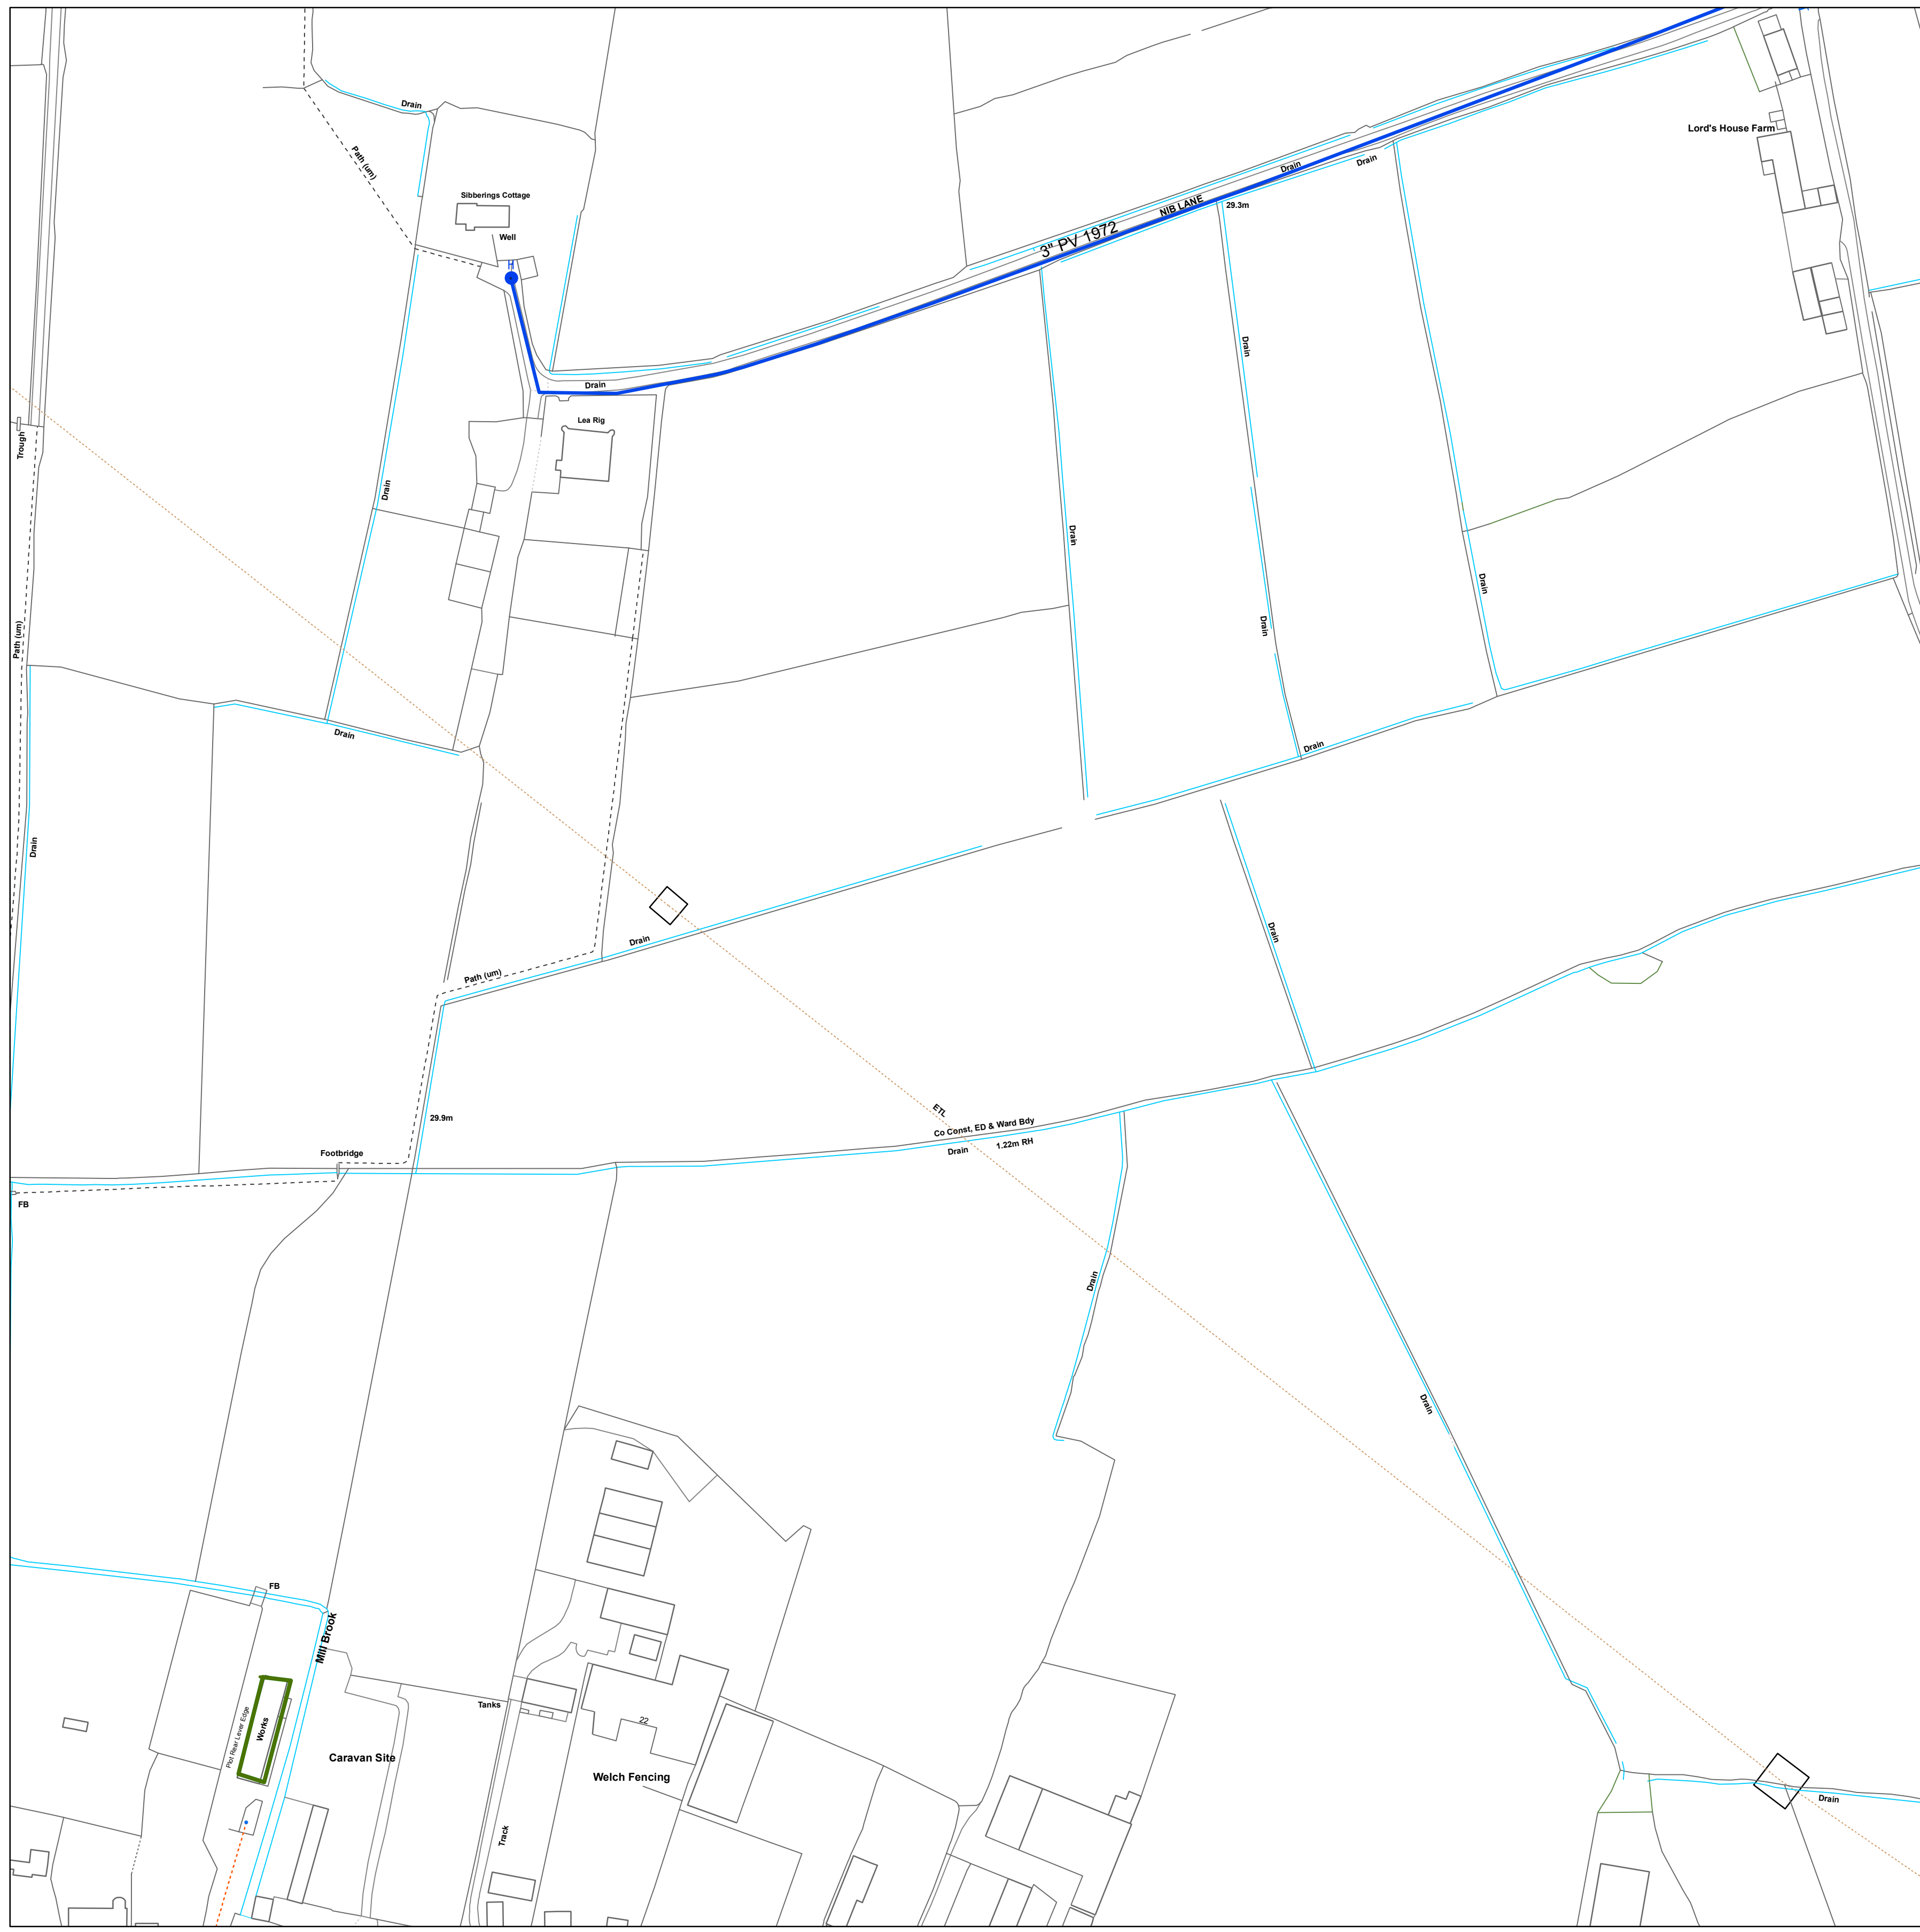 Drain
Path (um)
Lord's House Farm
Sibberings Cottage
Well
H
NIB LANE
Drain
Drain
29.3m
3" PV 1972
Drain
Drain
Lea Rig
Trough
Drain
Drain
Drain
Drain
Path (um)
Drain
Drain
Drain
Drain
Drain
Path (um)
29.9m
ETL
Co Const, ED & Ward Bdy
1.22m RH
Drain
Footbridge
FB
Drain
Drain
FB
Mill Brook
Plot Rear Lever Edge
Works
Tanks
22
Caravan Site
Welch Fencing
Drain
Track